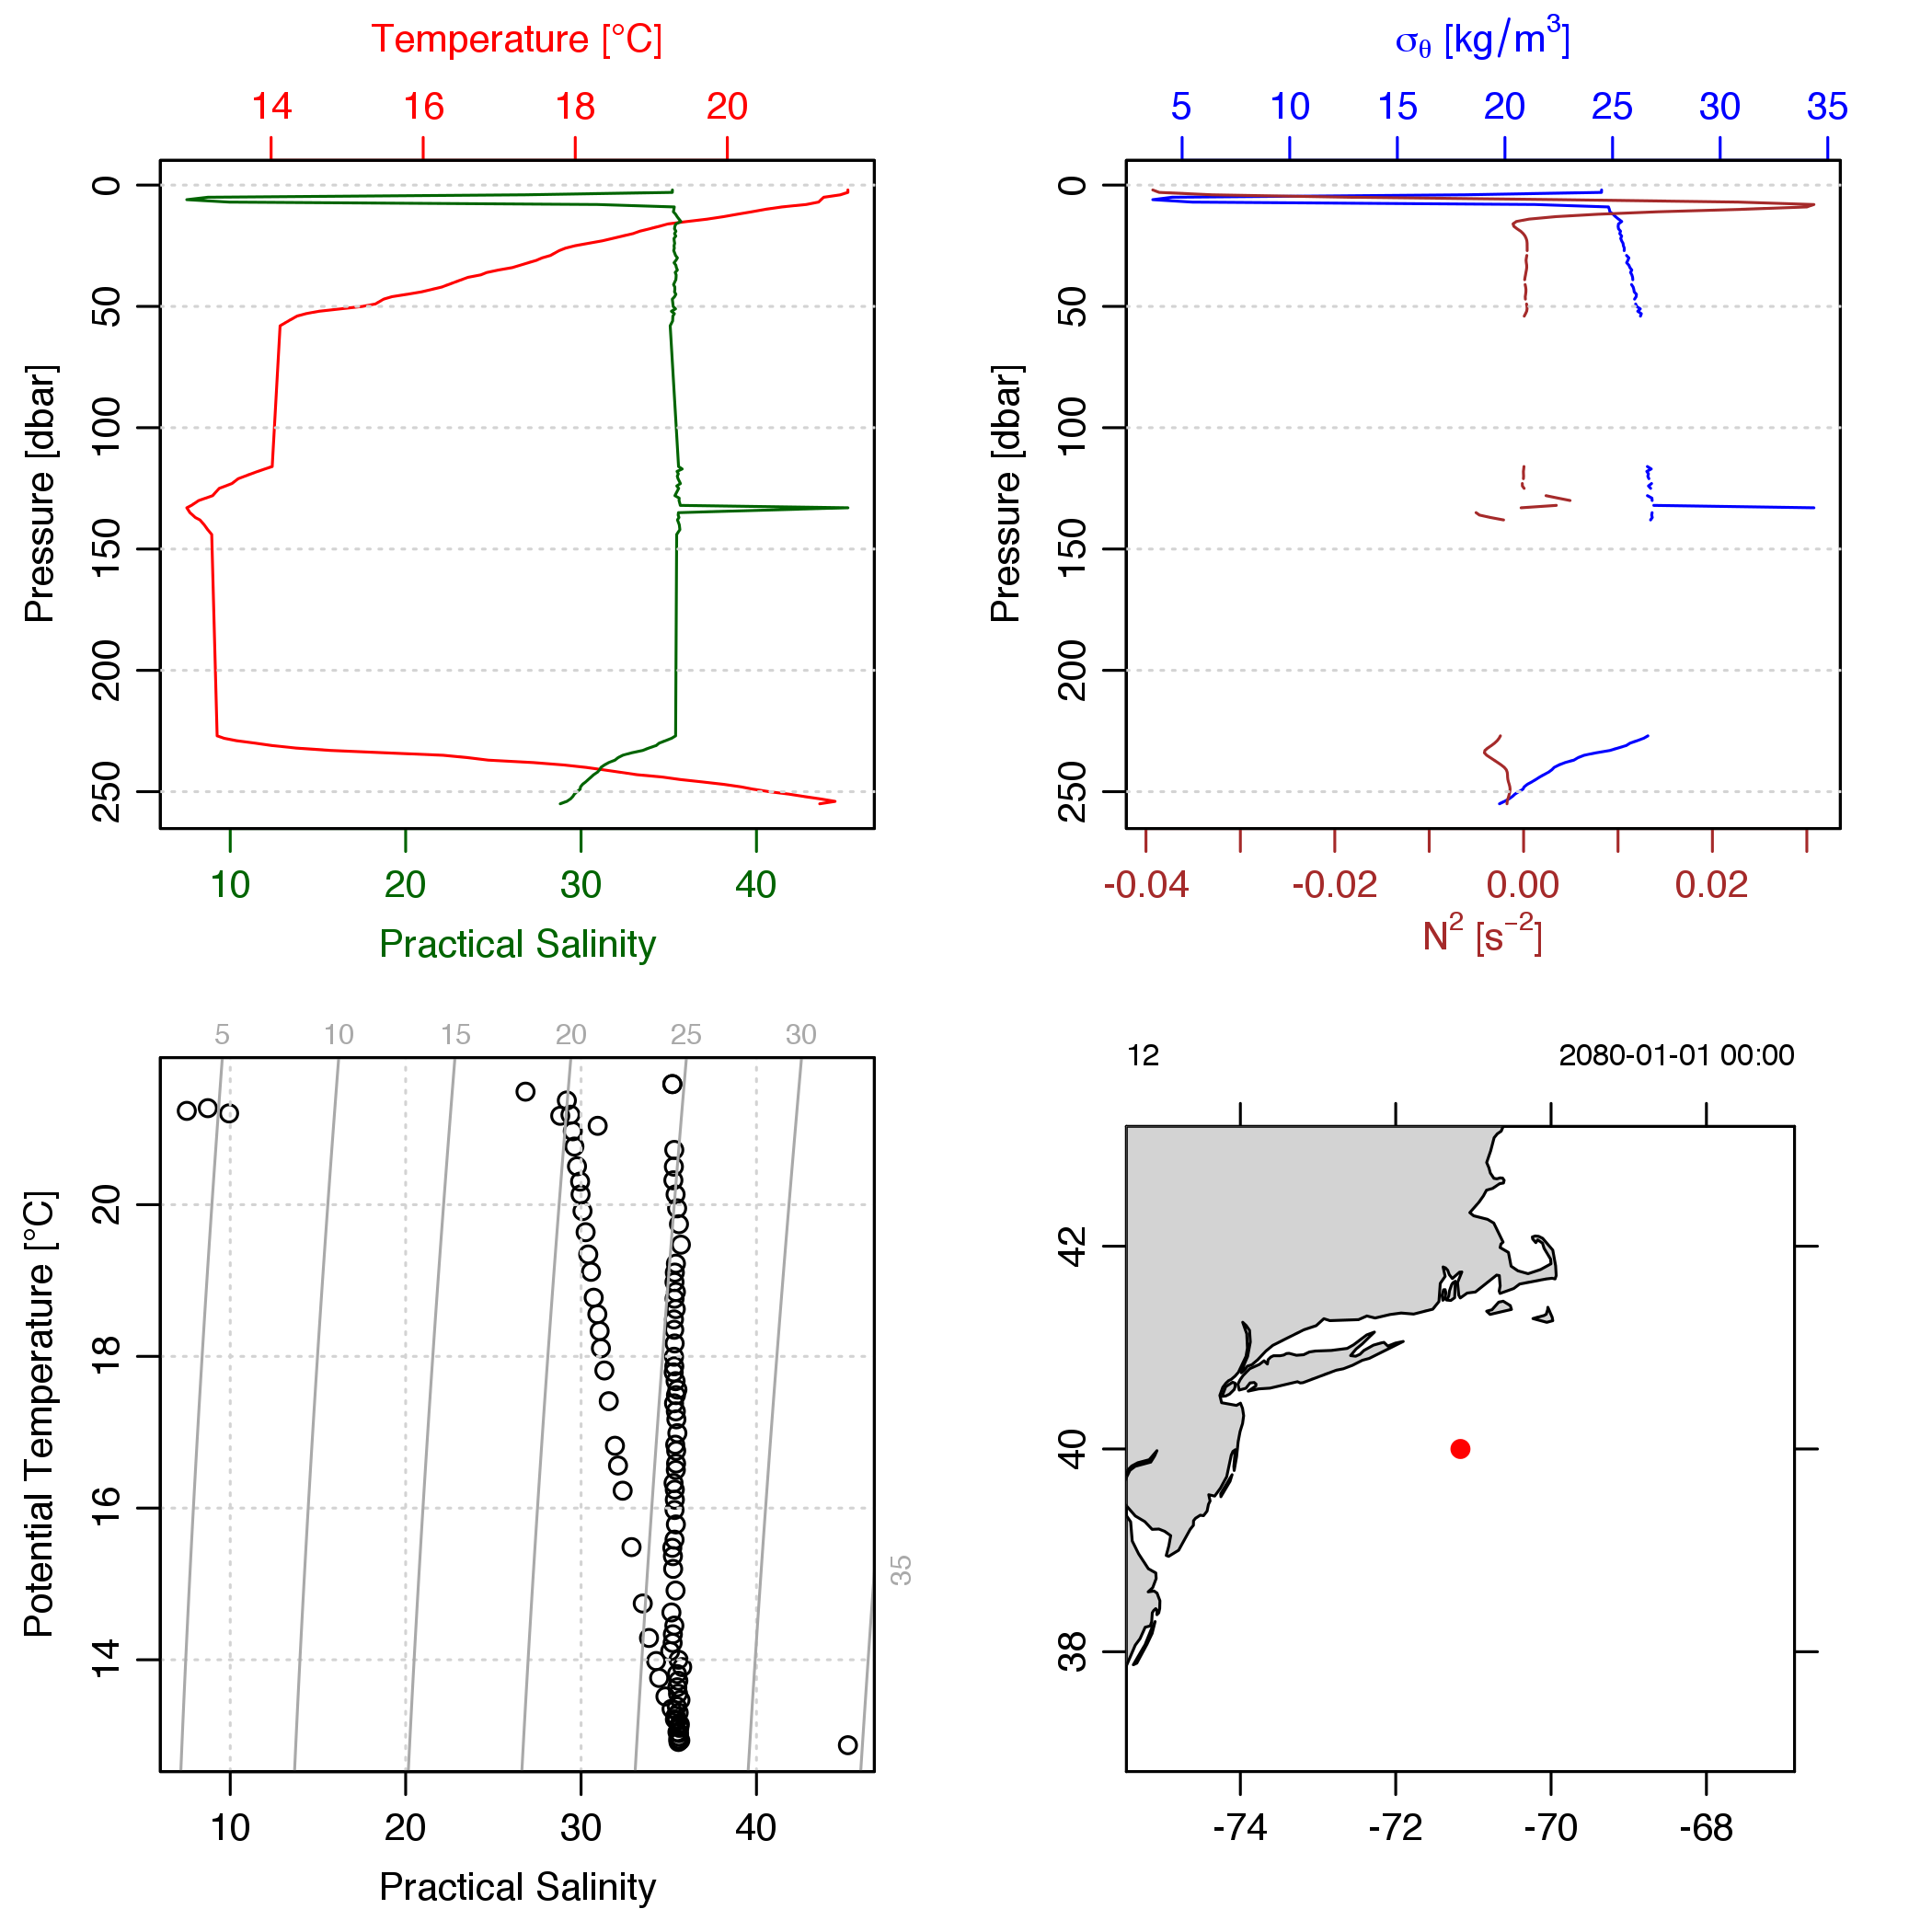 Temperature [°C]
14 16 18 20
0
50
100
150
200
250
Pressure [dbar]
10 20 30 40
Practical Salinity
σθ [kg/m³]
5 10 15 20 25 30 35
0
50
100
150
200
250
Pressure [dbar]
-0.04 -0.02 0.00 0.02
N² [s⁻²]
5 10 15 20 25 30
35
20
18
16
14
Potential Temperature [°C]
10 20 30 40
Practical Salinity
12 2080-01-01 00:00
42
40
38
-74 -72 -70 -68